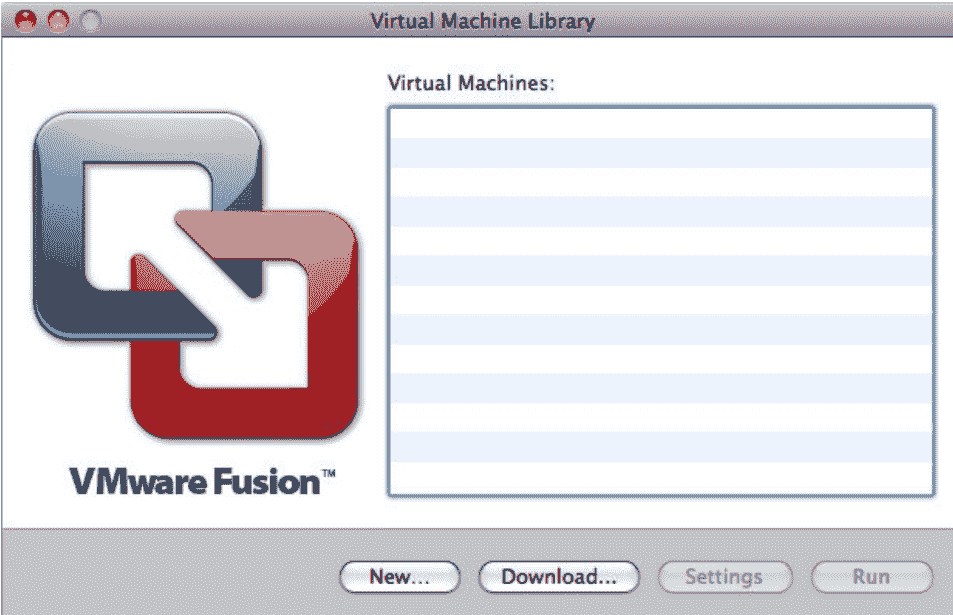 Virtual Machine Library
Virtual Machines:
VMware Fusion™
New...
Download...
Settings
Run